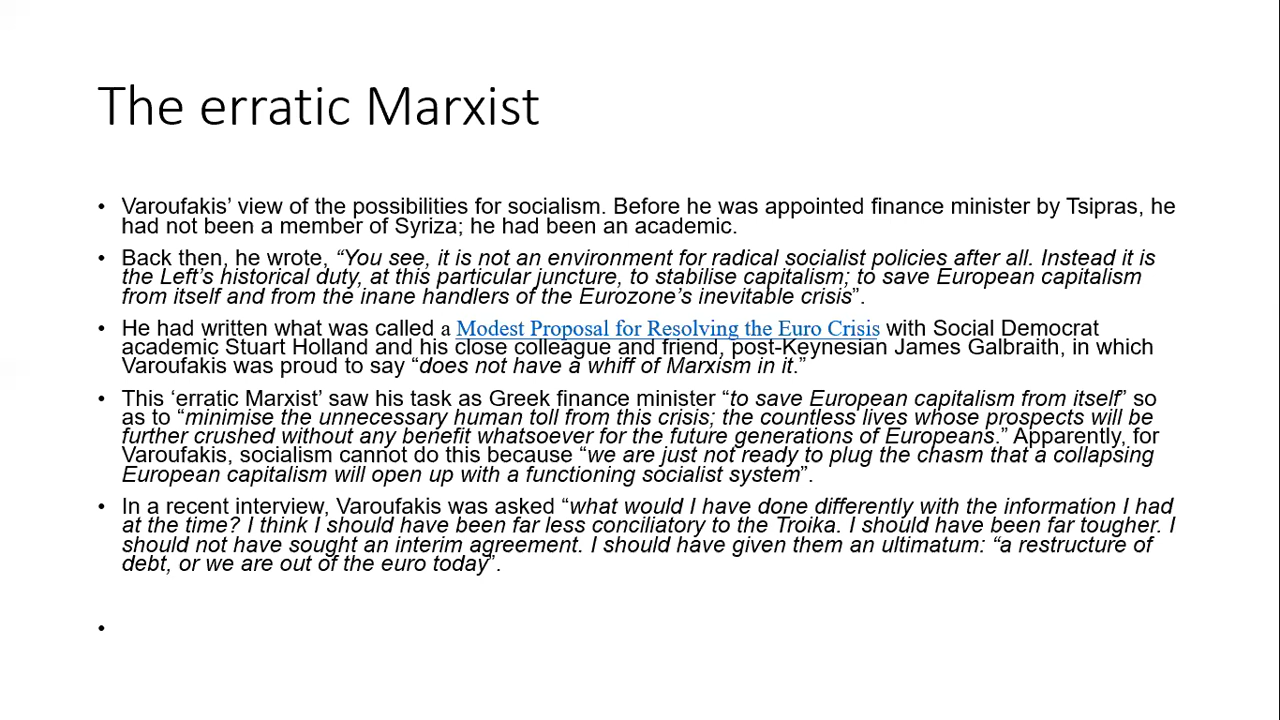 The erratic Marxist
• Varoufakis’ view of the possibilities for socialism. Before he was appointed finance minister by Tsipras, he
had not been a member of Syriza; he had been an academic.
• Back then, he wrote, “You see, it is not an environment for radical socialist policies after all. Instead it is
the Left’s historical duty, at this particular juncture, to stabilise capitalism; to save European capitalism
from itself and from the inane handlers of the Eurozone’s inevitable crisis”.
• He had written what was called a Modest Proposal for Resolving the Euro Crisis with Social Democrat
academic Stuart Holland and his close colleague and friend, post-Keynesian James Galbraith, in which
Varoufakis was proud to say “does not have a whiff of Marxism in it.”
• This ‘erratic Marxist’ saw his task as Greek finance minister “to save European capitalism from itself” so
as to “minimise the unnecessary human toll from this crisis; the countless lives whose prospects will be
further crushed without any benefit whatsoever for the future generations of Europeans.” Apparently, for
Varoufakis, socialism cannot do this because “we are just not ready to plug the chasm that a collapsing
European capitalism will open up with a functioning socialist system”.
• In a recent interview, Varoufakis was asked “what would I have done differently with the information I had
at the time? I think I should have been far less conciliatory to the Troika. I should have been far tougher. I
should not have sought an interim agreement. I should have given them an ultimatum: “a restructure of
debt, or we are out of the euro today”.
•